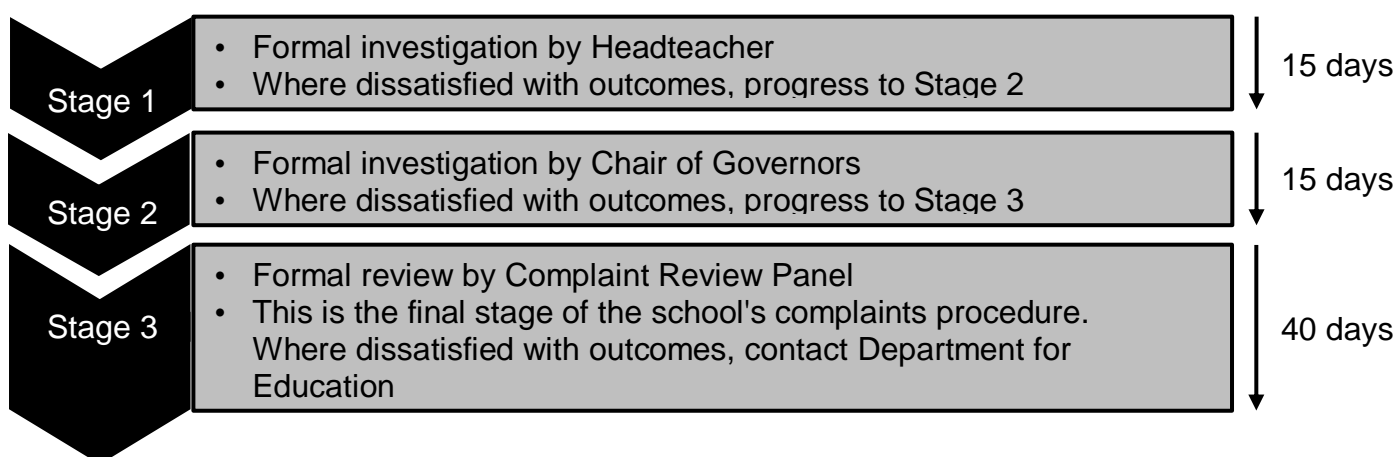 Stage 1
• Formal investigation by Headteacher
• Where dissatisfied with outcomes, progress to Stage 2
15 days
Stage 2
• Formal investigation by Chair of Governors
• Where dissatisfied with outcomes, progress to Stage 3
15 days
Stage 3
• Formal review by Complaint Review Panel
• This is the final stage of the school's complaints procedure.
Where dissatisfied with outcomes, contact Department for
Education
40 days